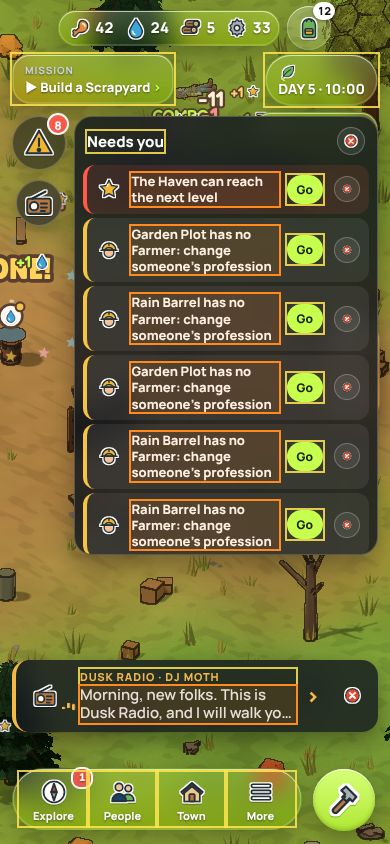 42 24 5 33 12
MISSION
▶ Build a Scrapyard ›
DAY 5 · 10:00
-11 +1
8
Needs you
The Haven can reach
the next level
Go
Garden Plot has no
Farmer: change
someone's profession
Go
Rain Barrel has no
Farmer: change
someone's profession
Go
Garden Plot has no
Farmer: change
someone's profession
Go
Rain Barrel has no
Farmer: change
someone's profession
Go
Rain Barrel has no
Farmer: change
someone's profession
Go
+1
DUSK RADIO · DJ MOTH
Morning, new folks. This is
Dusk Radio, and I will walk yo...
1
Explore People Town More